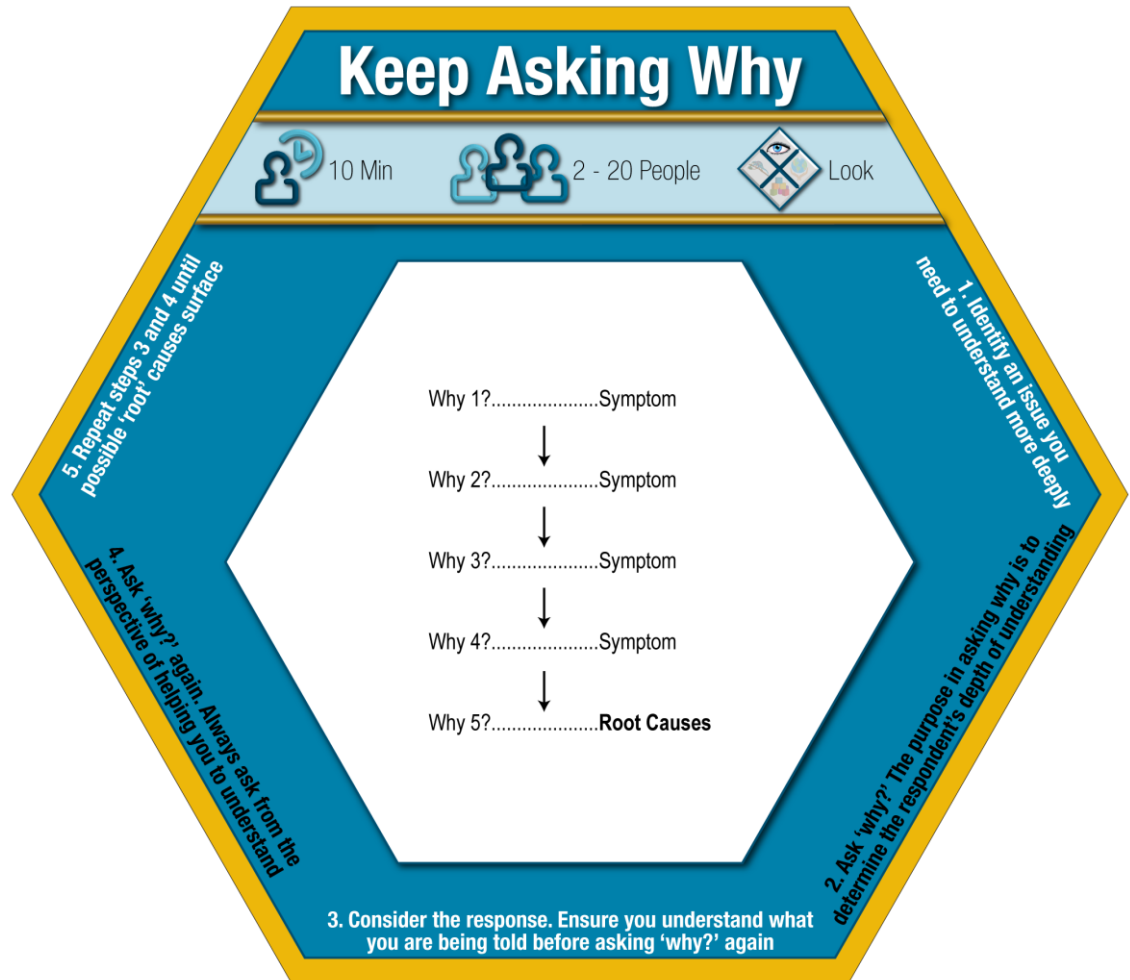 Keep Asking Why
10 Min
2 - 20 People
Look
1. Identify an issue you
need to understand more deeply
2. Ask ‘why?’ The purpose in asking why is to
determine the respondent’s depth of understanding
3. Consider the response. Ensure you understand what
you are being told before asking ‘why?’ again
4. Ask ‘why?’ again. Always ask from the
perspective of helping you to understand
5. Repeat steps 3 and 4 until
possible ‘root’ causes surface
Why 1?.....................Symptom
Why 2?.....................Symptom
Why 3?.....................Symptom
Why 4?.....................Symptom
Why 5?.....................Root Causes